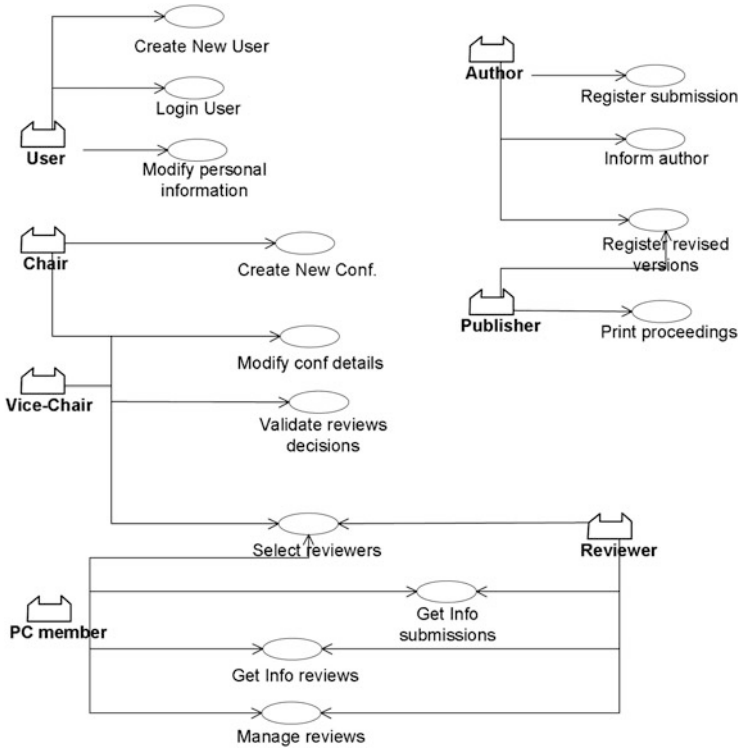 Create New User
Login User
User
Modify personal
information
Author
Register submission
Inform author
Register revised
versions
Publisher
Print proceedings
Chair
Create New Conf.
Modify conf details
Vice-Chair
Validate reviews
decisions
Select reviewers
Reviewer
PC member
Get Info
submissions
Get Info reviews
Manage reviews